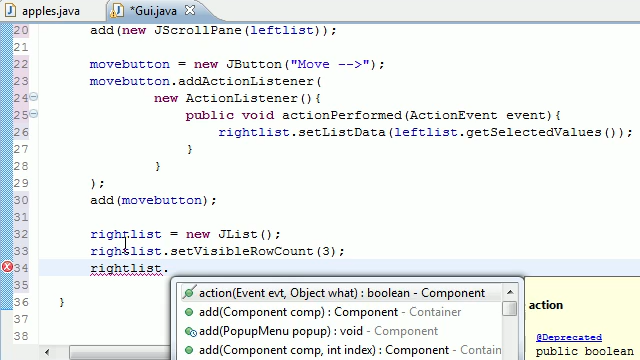 apples.java
*Gui.java
20 add(new JScrollPane(leftlist));
21
22 movebutton = new JButton("Move -->");
23 movebutton.addActionListener(
24 new ActionListener(){
25 public void actionPerformed(ActionEvent event){
26 rightlist.setListData(leftlist.getSelectedValues());
27 }
28 }
29 );
30 add(movebutton);
31
32 rightlist = new JList();
33 rightlist.setVisibleRowCount(3);
34 rightlist.
35
36 }
37
38
action(Event evt, Object what) : boolean - Component
add(Component comp) : Component - Container
add(PopupMenu popup) : void - Component
add(Component comp, int index) : Component - Contain
action
@Deprecated
public boolean